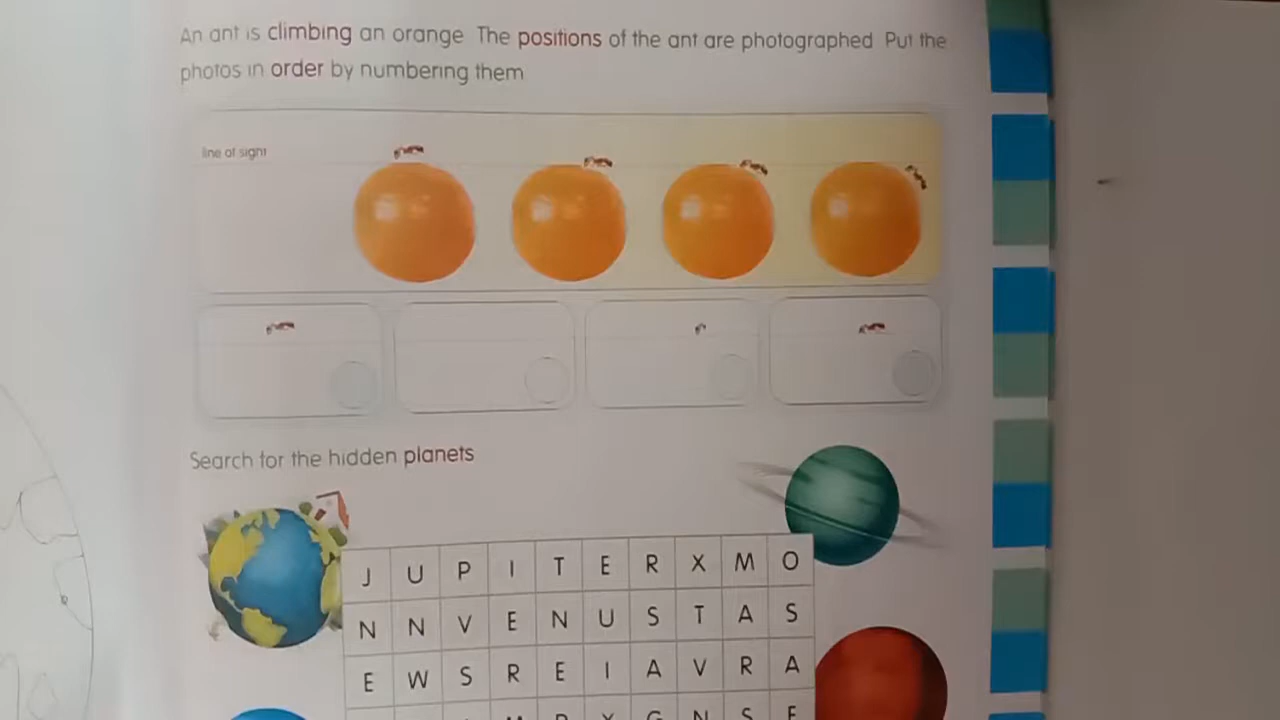 An ant is climbing an orange The positions of the ant are photographed Put the
photos in order by numbering them
line of sight
Search for the hidden planets
J U P I T E R X M O
N N V E N U S T A S
E W S R E I A V R A